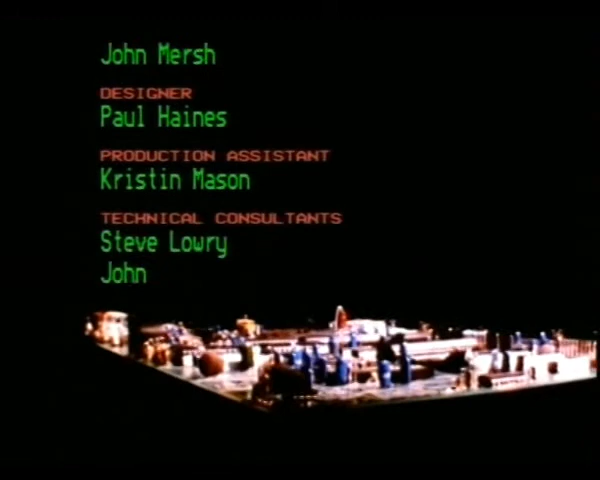 John Mersh
DESIGNER
Paul Haines
PRODUCTION ASSISTANT
Kristin Mason
TECHNICAL CONSULTANTS
Steve Lowry
John